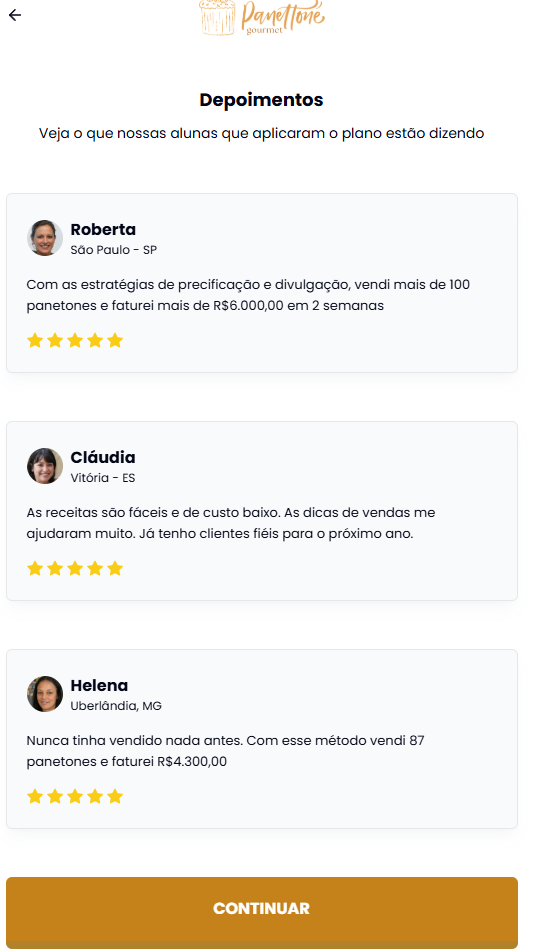 Panettone
gourmet
Depoimentos
Veja o que nossas alunas que aplicaram o plano estão dizendo
Roberta
São Paulo - SP
Com as estratégias de precificação e divulgação, vendi mais de 100
panetones e faturei mais de R$6.000,00 em 2 semanas
Cláudia
Vitória - ES
As receitas são fáceis e de custo baixo. As dicas de vendas me
ajudaram muito. Já tenho clientes fiéis para o próximo ano.
Helena
Uberlândia, MG
Nunca tinha vendido nada antes. Com esse método vendi 87
panetones e faturei R$4.300,00
CONTINUAR